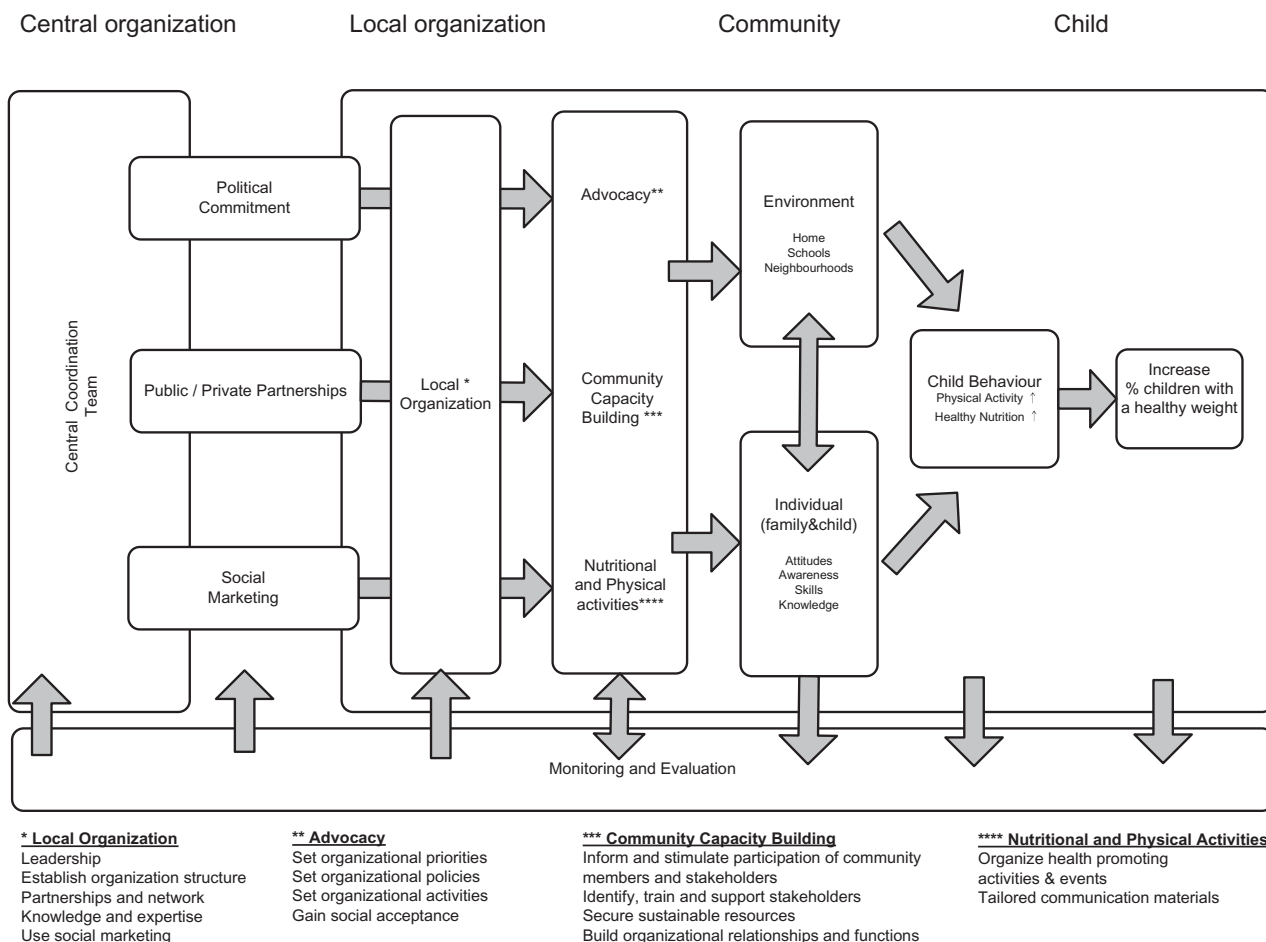 Central organization
Local organization
Community
Child
Central Coordination
Team
Political
Commitment
Public / Private Partnerships
Social
Marketing
Local *
Organization
Advocacy**
Community
Capacity
Building ***
Nutritional
and Physical
activities****
Environment
Home
Schools
Neighbourhoods
Individual
(family&child)
Attitudes
Awareness
Skills
Knowledge
Child Behaviour
Physical Activity ↑
Healthy Nutrition ↑
Increase
% children with
a healthy weight
Monitoring and Evaluation
* Local Organization
Leadership
Establish organization structure
Partnerships and network
Knowledge and expertise
Use social marketing
** Advocacy
Set organizational priorities
Set organizational policies
Set organizational activities
Gain social acceptance
*** Community Capacity Building
Inform and stimulate participation of community
members and stakeholders
Identify, train and support stakeholders
Secure sustainable resources
Build organizational relationships and functions
**** Nutritional and Physical Activities
Organize health promoting
activities & events
Tailored communication materials